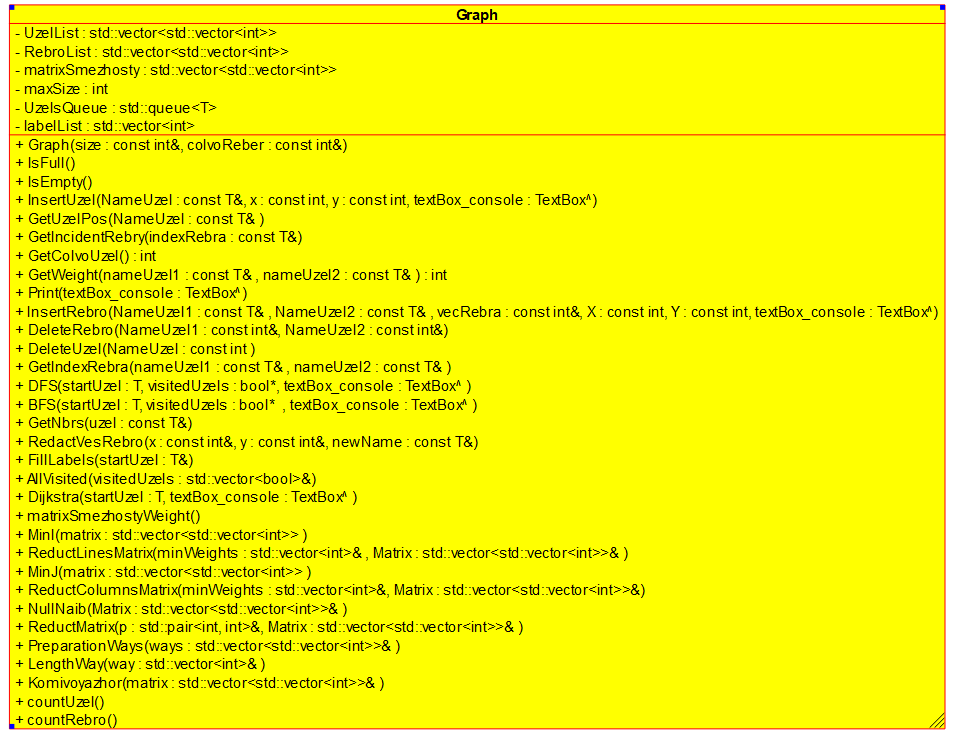 Graph
- UzelList : std::vector<std::vector<int>>
- RebroList : std::vector<std::vector<int>>
- matrixSmezhosty : std::vector<std::vector<int>>
- maxSize : int
- UzelsQueue : std::queue<T>
- labelList : std::vector<int>
+ Graph(size : const int&, colvoReber : const int&)
+ IsFull()
+ IsEmpty()
+ InsertUzel(NameUzel : const T&, x : const int, y : const int, textBox_console : TextBox^)
+ GetUzelPos(NameUzel : const T& )
+ GetIncidentRebry(indexRebra : const T&)
+ GetColvoUzel() : int
+ GetWeight(nameUzel1 : const T& , nameUzel2 : const T& ) : int
+ Print(textBox_console : TextBox^)
+ InsertRebro(NameUzel1 : const T& , NameUzel2 : const T& , vecRebra : const int&, X : const int, Y : const int, textBox_console : TextBox^)
+ DeleteRebro(NameUzel1 : const int&, NameUzel2 : const int&)
+ DeleteUzel(NameUzel : const int )
+ GetIndexRebra(nameUzel1 : const T& , nameUzel2 : const T& )
+ DFS(startUzel : T, visitedUzels : bool*, textBox_console : TextBox^ )
+ BFS(startUzel : T, visitedUzels : bool* , textBox_console : TextBox^ )
+ GetNbrs(uzel : const T&)
+ RedactVesRebro(x : const int&, y : const int&, newName : const T&)
+ FillLabels(startUzel : T&)
+ AllVisited(visitedUzels : std::vector<bool>&)
+ Dijkstra(startUzel : T, textBox_console : TextBox^ )
+ matrixSmezhostyWeight()
+ MinI(matrix : std::vector<std::vector<int>> )
+ ReductLinesMatrix(minWeights : std::vector<int>& , Matrix : std::vector<std::vector<int>>& )
+ MinJ(matrix : std::vector<std::vector<int>> )
+ ReductColumnsMatrix(minWeights : std::vector<int>&, Matrix : std::vector<std::vector<int>>&)
+ NullNaib(Matrix : std::vector<std::vector<int>>& )
+ ReductMatrix(p : std::pair<int, int>&, Matrix : std::vector<std::vector<int>>& )
+ PreparationWays(ways : std::vector<std::vector<int>>& )
+ LengthWay(way : std::vector<int>& )
+ Komivoyazhor(matrix : std::vector<std::vector<int>>& )
+ countUzel()
+ countRebro()